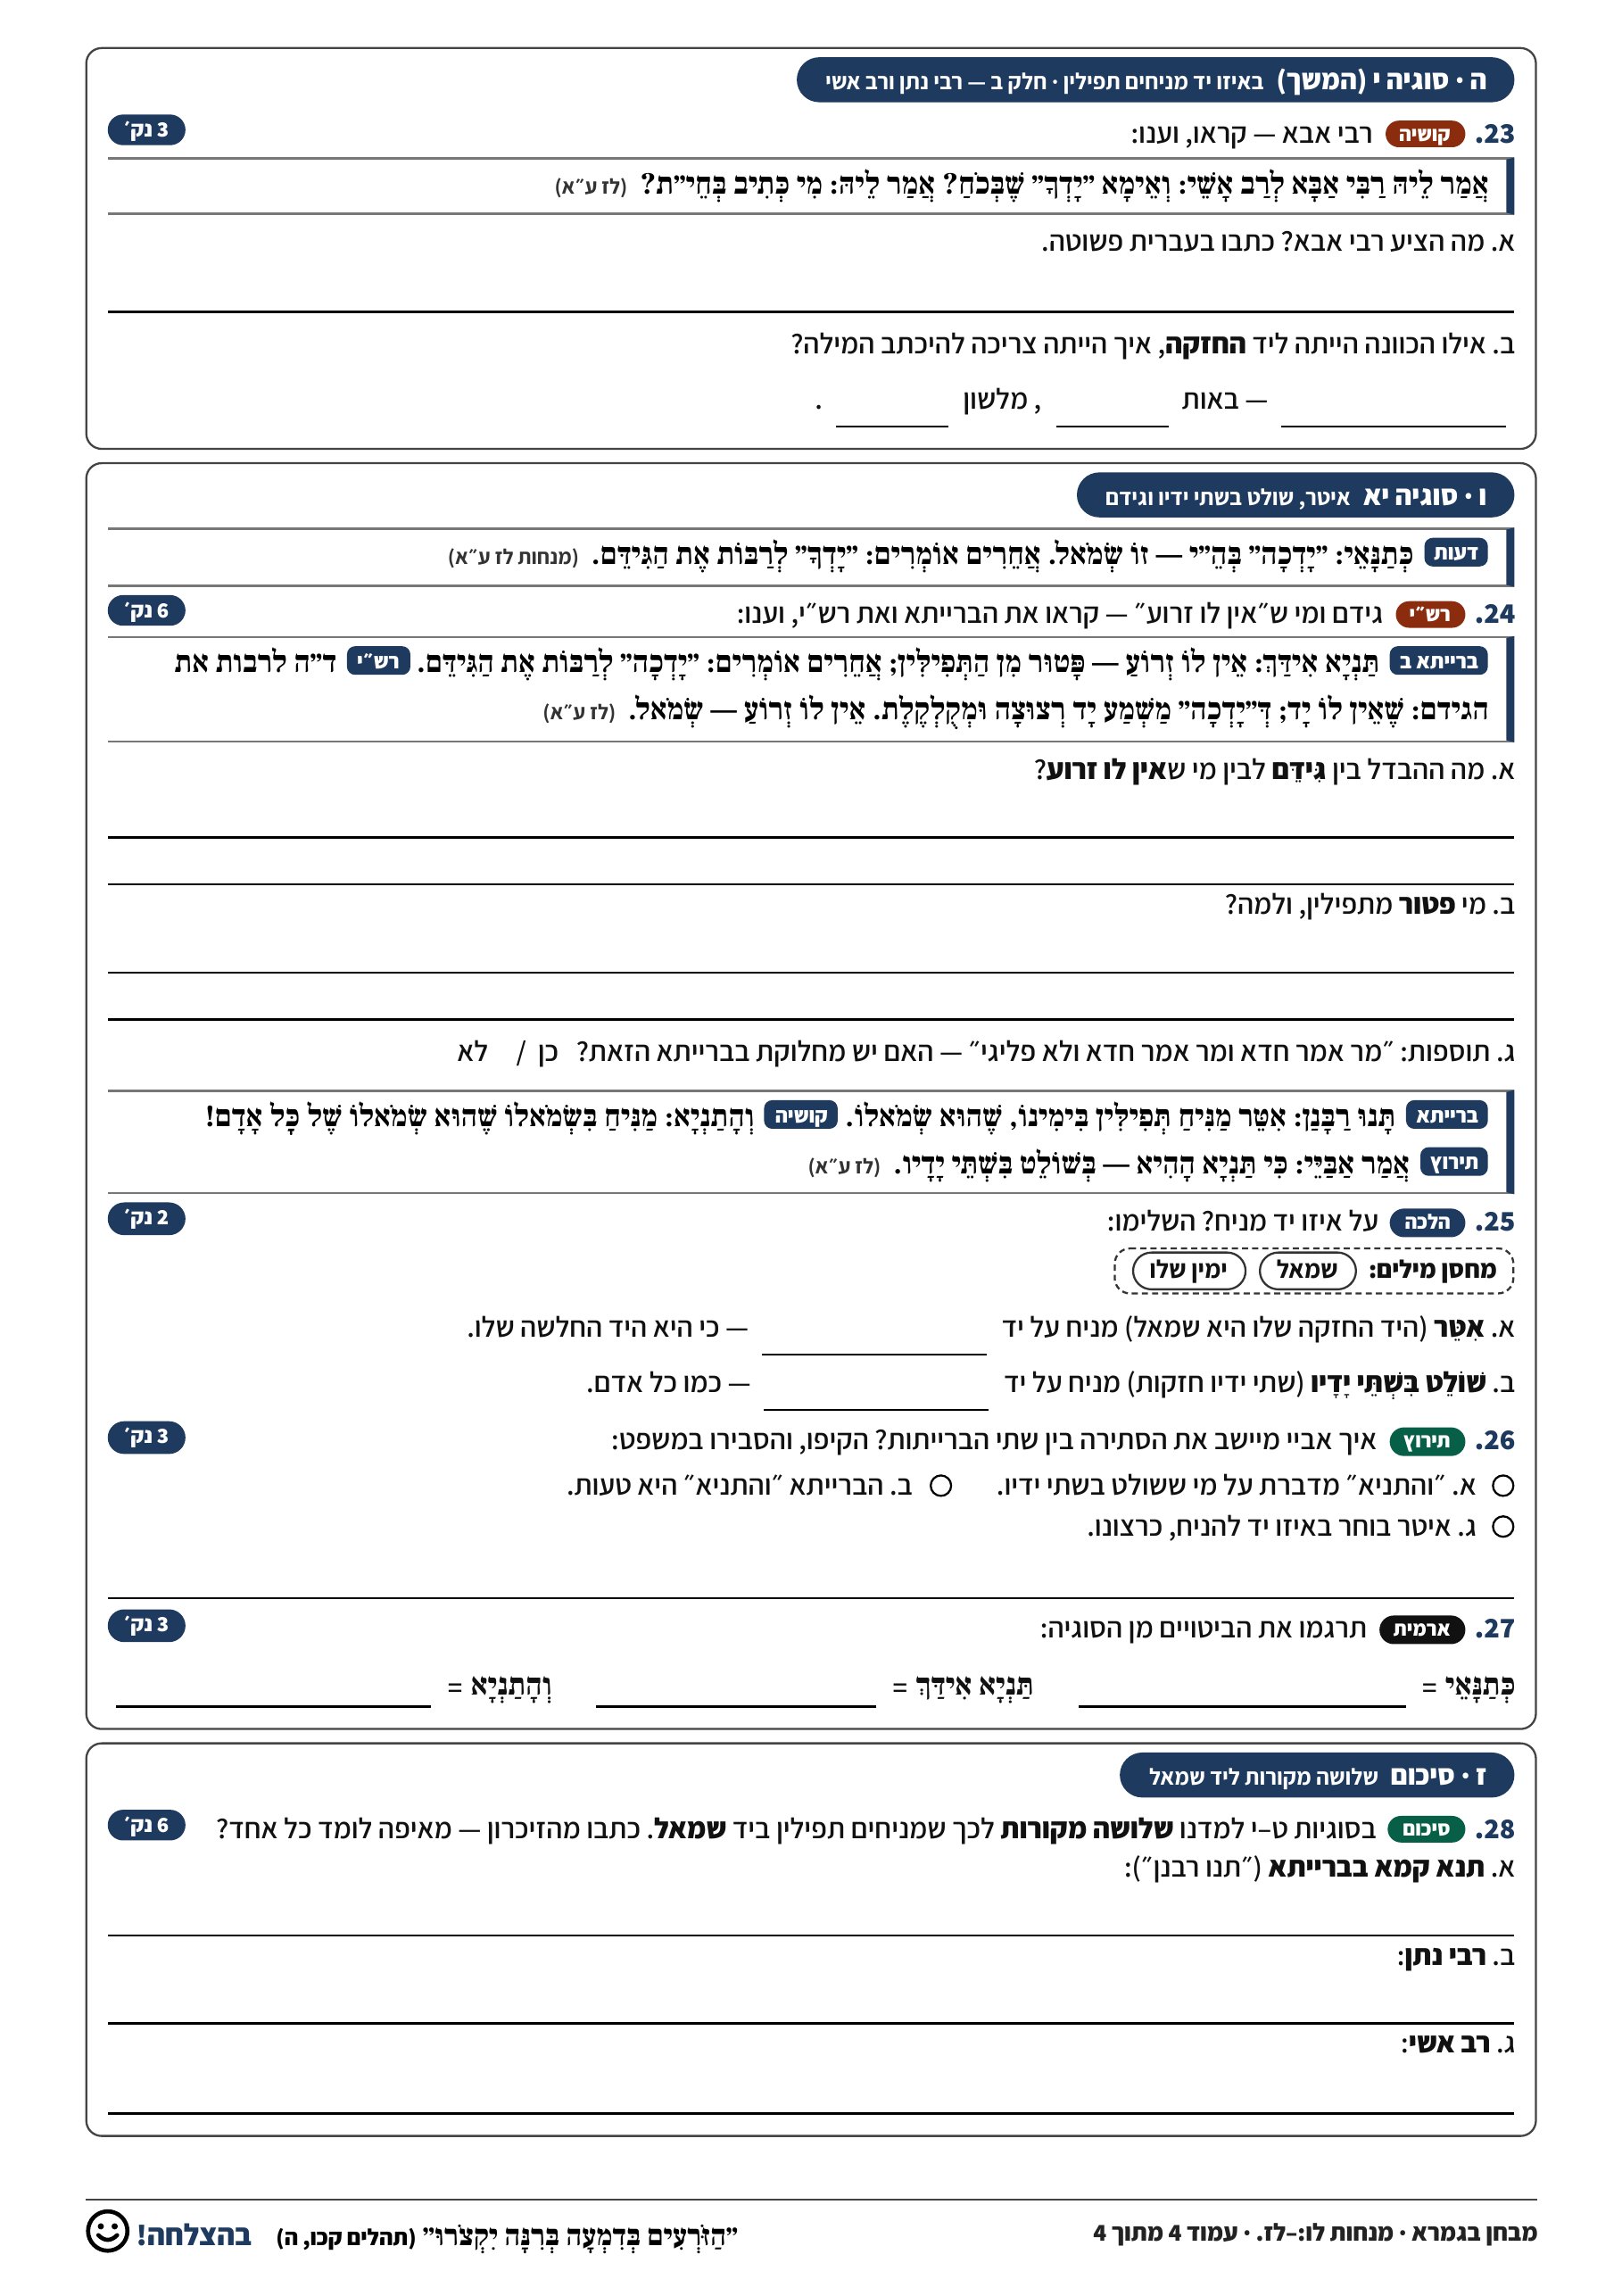 ה · סוגיה י (המשך) באיזו יד מניחים תפילין · חלק ב – רבי נתן ורב אשי
23. קושיה רבי אבא – קראו, וענו: 3 נק׳
אֲמַר לֵיהּ רַבִּי אַבָּא לְרַב אָשֵׁי: וְאֵימָא ״יָדְךָ״ שֶׁבְּכֹחַ? אֲמַר לֵיהּ: מִי כְּתִיב בְּחֵי״ת? (לז ע״א)
א. מה הציע רבי אבא? כתבו בעברית פשוטה.
ב. אילו הכוונה הייתה ליד החזקה, איך הייתה צריכה להיכתב המילה?
– באות , מלשון .
ו · סוגיה יא איטר, שולט בשתי ידיו וגידם
דעות כְּתַנָּאֵי: ״יָדְכָה״ בְּהֵ״י — זוֹ שְׂמֹאל. אֲחֵרִים אוֹמְרִים: ״יָדְךָ״ לְרַבּוֹת אֶת הַגִּידֵּם. (מנחות לז ע״א)
24. רש״י גידם ומי ש״אין לו זרוע״ – קראו את הברייתא ואת רש״י, וענו: 6 נק׳
ברייתא ב תַּנְיָא אִידַּךְ: אֵין לוֹ זְרוֹעַ — פָּטוּר מִן הַתְּפִילִּין; אֲחֵרִים אוֹמְרִים: ״יָדְכָה״ לְרַבּוֹת אֶת הַגִּידֵּם. רש״י ד״ה לרבות את
הגידם: שֶׁאֵין לוֹ יָד; דְּ״יָדְכָה״ מַשְׁמַע יָד רְצוּצָה וּמְקֻלְקֶלֶת. אֵין לוֹ זְרוֹעַ — שְׂמֹאל. (לז ע״א)
א. מה ההבדל בין גִּידֵּם לבין מי שאין לו זרוע?
ב. מי פטור מתפילין, ולמה?
ג. תוספות: ״מר אמר חדא ומר אמר חדא ולא פליגי״ – האם יש מחלוקת בברייתא הזאת? כן / לא
ברייתא תָּנוּ רַבָּנַן: אִטֵּר מַנִּיחַ תְּפִילִּין בִּימִינוֹ, שֶׁהוּא שְׂמֹאלוֹ. קושיה וְהָתַנְיָא: מַנִּיחַ בִּשְׂמֹאלוֹ שֶׁהוּא שְׂמֹאלוֹ שֶׁל כָּל אָדָם!
תירוץ אֲמַר אַבַּיֵי: כִּי תַּנְיָא הָהִיא — בְּשׁוֹלֵט בִּשְׁתֵּי יָדָיו. (לז ע״א)
25. הלכה על איזו יד מניח? השלימו: 2 נק׳
מחסן מילים: שמאל ימין שלו
א. אִטֵּר (היד החזקה שלו היא שמאל) מניח על יד – כי היא היד החלשה שלו.
ב. שׁוֹלֵט בִּשְׁתֵּי יָדָיו (שתי ידיו חזקות) מניח על יד – כמו כל אדם.
26. תירוץ איך אביי מיישב את הסתירה בין שתי הברייתות? הקיפו, והסבירו במשפט: 3 נק׳
א. ״והתניא״ מדברת על מי ששולט בשתי ידיו. ב. הברייתא ״והתניא״ היא טעות.
ג. איטר בוחר באיזו יד להניח, כרצונו.
27. ארמית תרגמו את הביטויים מן הסוגיה: 3 נק׳
כְּתַנָּאֵי = תַּנְיָא אִידַּךְ = וְהָתַנְיָא =
ז · סיכום שלושה מקורות ליד שמאל
28. סיכום בסוגיות ט–י למדנו שלושה מקורות לכך שמניחים תפילין ביד שמאל. כתבו מהזיכרון – מאיפה לומד כל אחד? 6 נק׳
א. תנא קמא בברייתא (״תנו רבנן״):
ב. רבי נתן:
ג. רב אשי:
מבחן בגמרא · מנחות לו:–לז. · עמוד 4 מתוך 4 ״הַזֹּרְעִים בְּדִמְעָה בְּרִנָּה יִקְצֹרוּ״ (תהלים קכו, ה) בהצלחה!